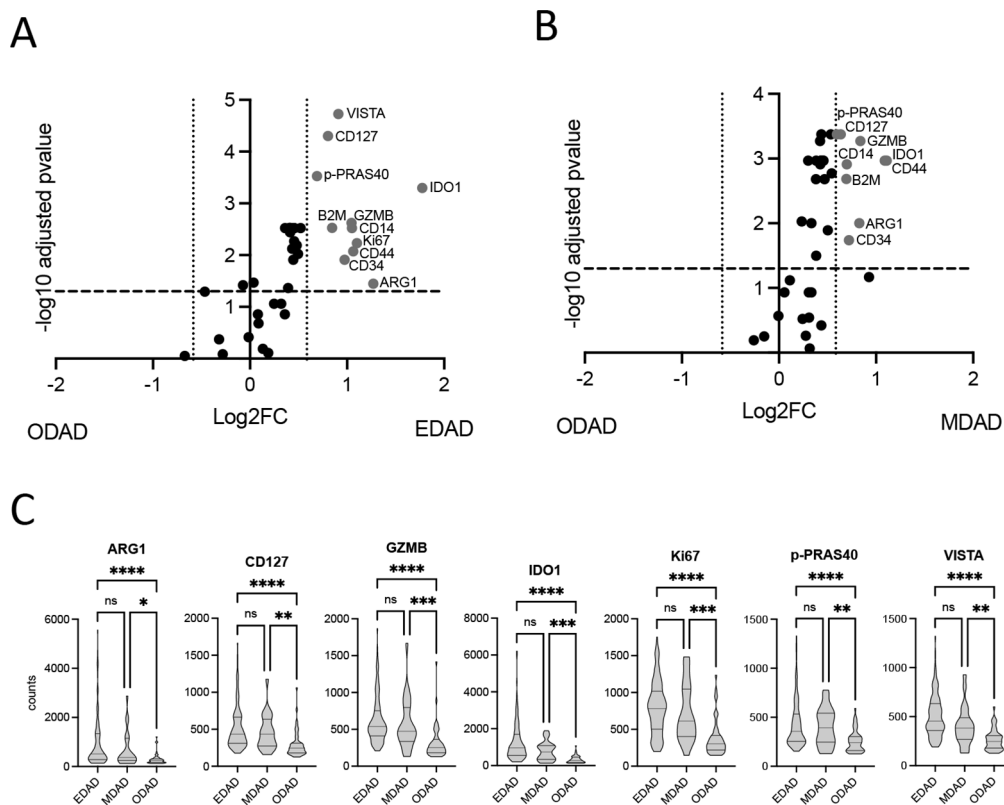 A
B
-log10 adjusted pvalue
5
4
3
2
1
-2
-1
0
1
2
Log2FC
ODAD
EDAD
VISTA
CD127
p-PRAS40
IDO1
B2M
GZMB
CD14
Ki67
CD44
CD34
ARG1
-log10 adjusted pvalue
4
3
2
1
-2
-1
0
1
2
Log2FC
ODAD
MDAD
p-PRAS40
CD127
GZMB
CD14
IDO1
CD44
B2M
ARG1
CD34
C
ARG1
****
ns
*
counts
6000
4000
2000
0
EDAD
MDAD
ODAD
CD127
****
ns
**
2000
1500
1000
500
0
EDAD
MDAD
ODAD
GZMB
****
ns
***
2000
1500
1000
500
0
EDAD
MDAD
ODAD
IDO1
****
ns
***
8000
6000
4000
2000
0
EDAD
MDAD
ODAD
Ki67
****
ns
***
2000
1500
1000
500
0
EDAD
MDAD
ODAD
p-PRAS40
****
ns
**
1500
1000
500
0
EDAD
MDAD
ODAD
VISTA
****
ns
**
1500
1000
500
0
EDAD
MDAD
ODAD